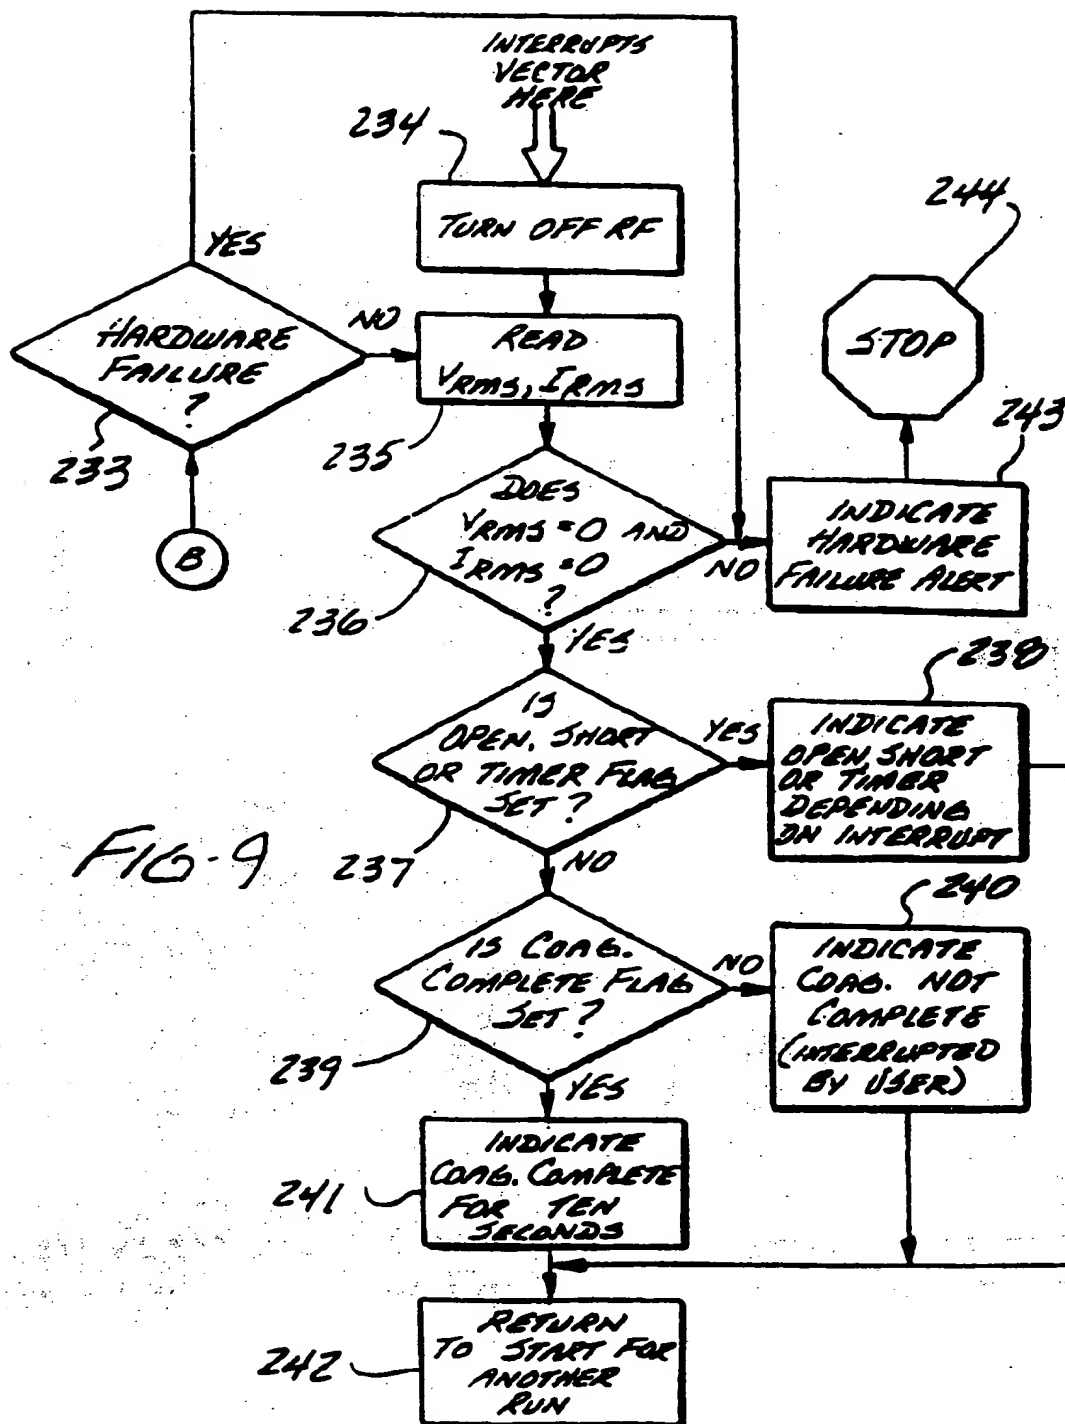 INTERRUPTS
VECTOR
HERE
234
TURN OFF RF
244
STOP
YES
HARDWARE
FAILURE
?
233
NO
READ
VRMS, IRMS
235
B
DOES
VRMS = 0 AND
IRMS = 0
?
236
NO
YES
243
INDICATE
HARDWARE
FAILURE ALERT
IS
OPEN, SHORT
OR TIMER FLAG
SET?
237
YES
NO
238
INDICATE
OPEN, SHORT
OR TIMER
DEPENDING
ON INTERRUPT
FIG-9
IS COAG.
COMPLETE FLAG
SET?
239
NO
YES
240
INDICATE
COAG. NOT
COMPLETE
(INTERRUPTED
BY USER)
INDICATE
COAG. COMPLETE
FOR TEN
SECONDS
241
RETURN
TO START FOR
ANOTHER
RUN
242